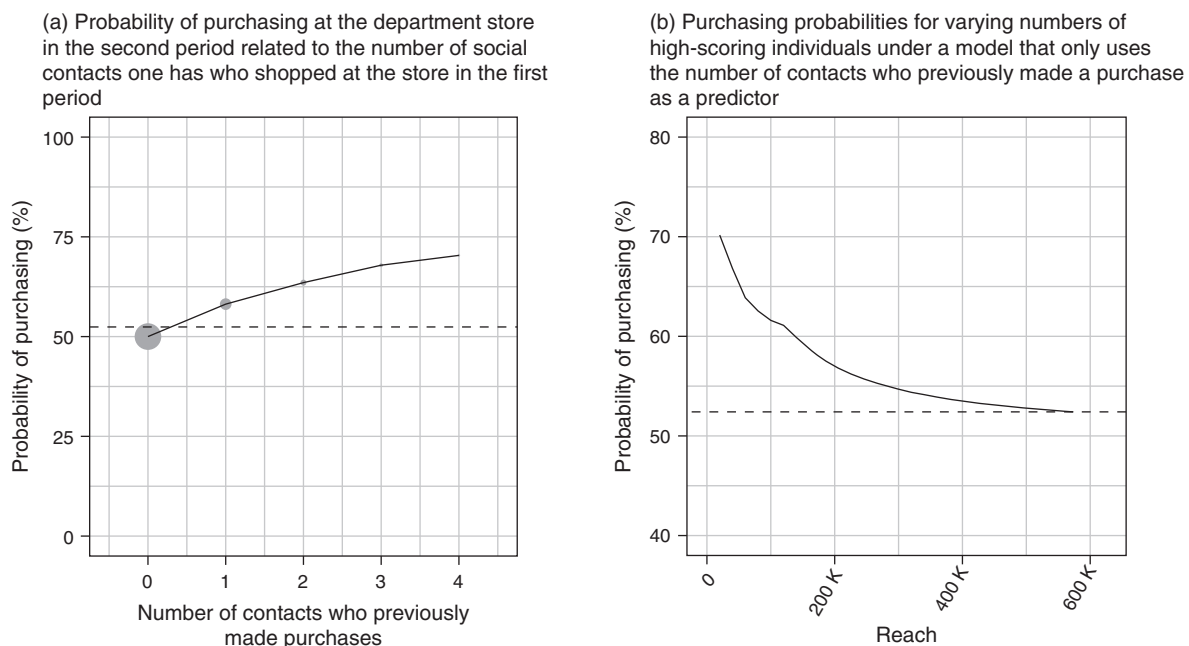 (a) Probability of purchasing at the department store
in the second period related to the number of social
contacts one has who shopped at the store in the first
period
100
75
50
25
0
Probability of purchasing (%)
0 1 2 3 4
Number of contacts who previously
made purchases
(b) Purchasing probabilities for varying numbers of
high-scoring individuals under a model that only uses
the number of contacts who previously made a purchase
as a predictor
80
70
60
50
40
Probability of purchasing (%)
0 200 K 400 K 600 K
Reach